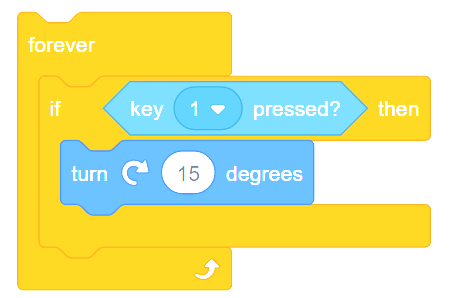 forever
if key 1 pressed? then
turn 15 degrees